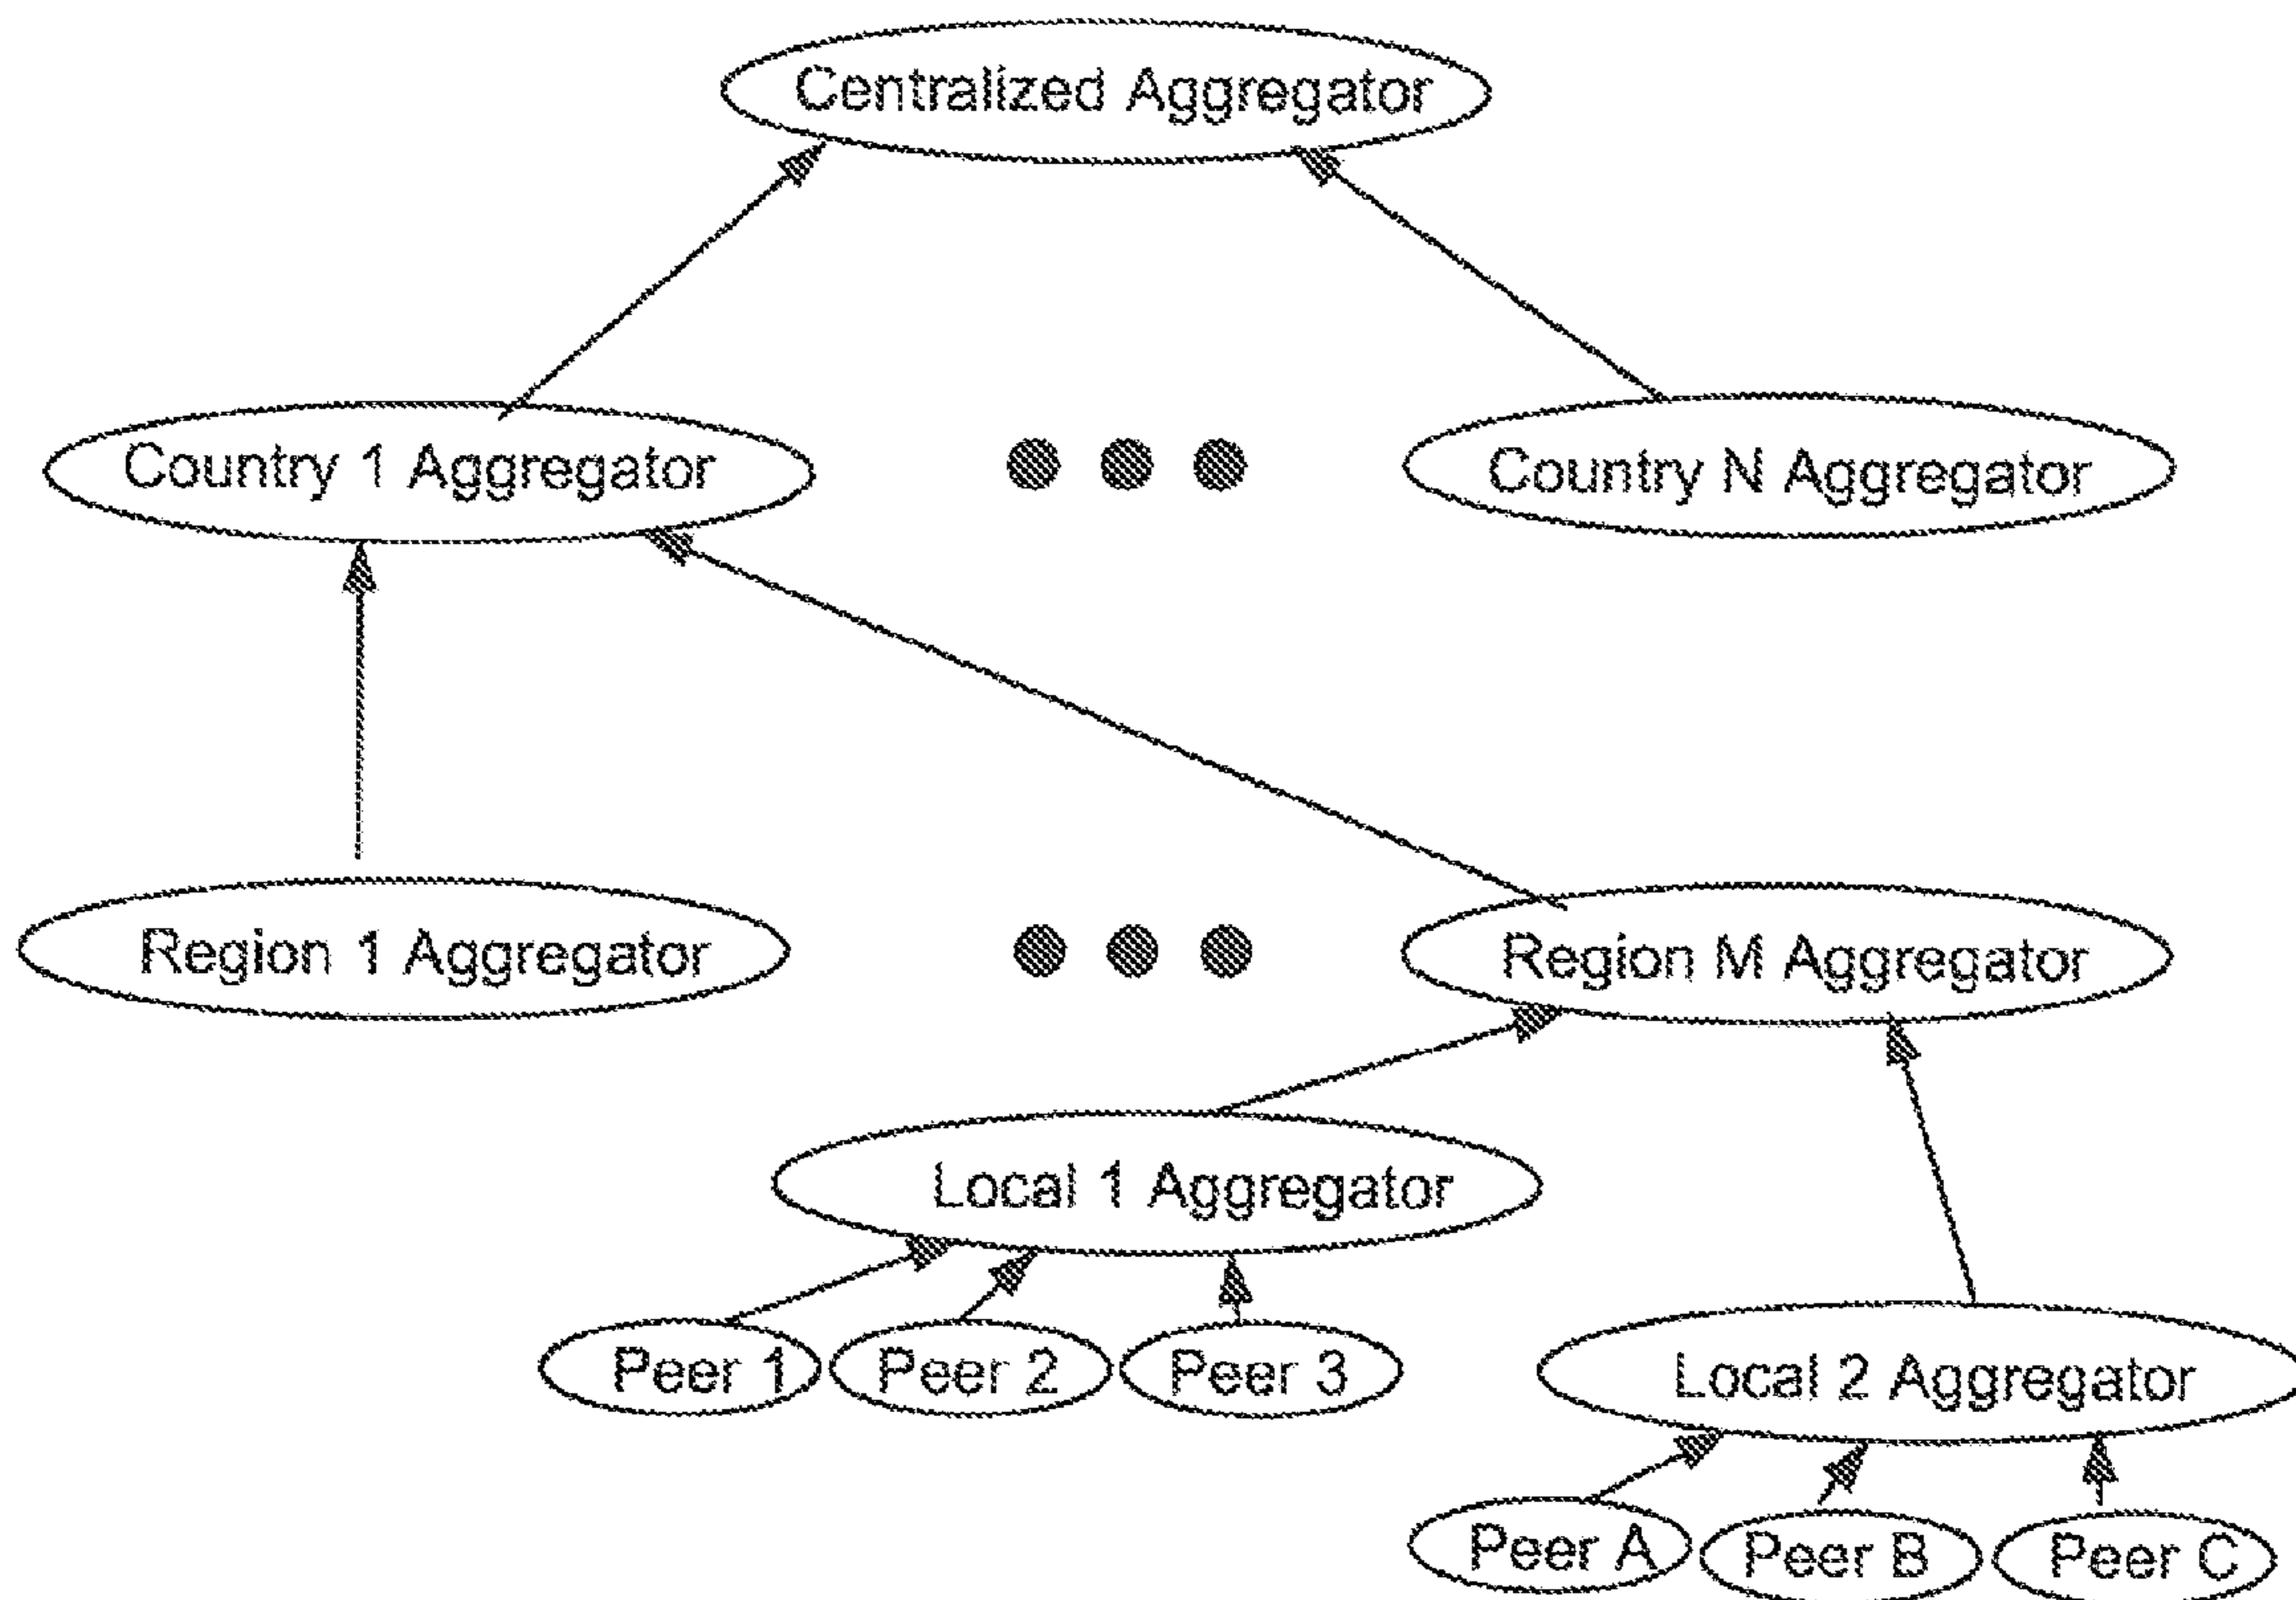 Centralized Aggregator
Country 1 Aggregator
Country N Aggregator
Region 1 Aggregator
Region M Aggregator
Local 1 Aggregator
Peer 1
Peer 2
Peer 3
Local 2 Aggregator
Peer A
Peer B
Peer C